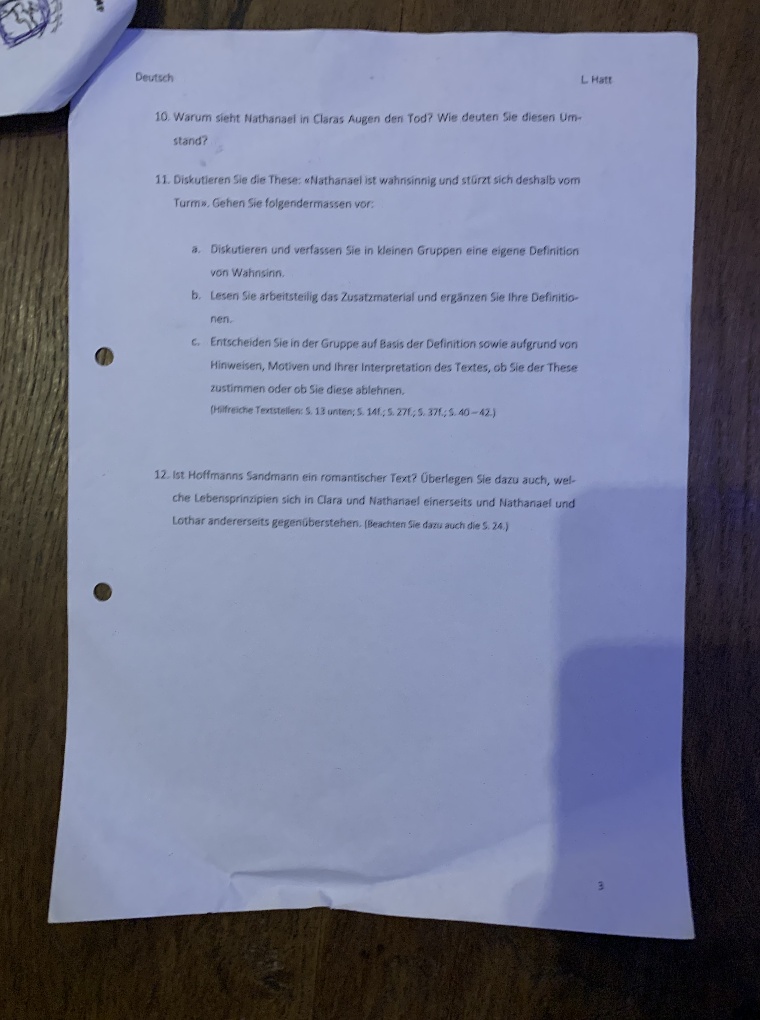 Deutsch
L. Hatt
10. Warum sieht Nathanael in Claras Augen den Tod? Wie deuten Sie diesen Um-
stand?
11. Diskutieren Sie die These: «Nathanael ist wahnsinnig und stürzt sich deshalb vom
Turm». Gehen Sie folgendermassen vor:
a. Diskutieren und verfassen Sie in kleinen Gruppen eine eigene Definition
von Wahnsinn.
b. Lesen Sie arbeitsteilig das Zusatzmaterial und ergänzen Sie Ihre Definitio-
nen.
c. Entscheiden Sie in der Gruppe auf Basis der Definition sowie aufgrund von
Hinweisen, Motiven und Ihrer Interpretation des Textes, ob Sie der These
zustimmen oder ob Sie diese ablehnen.
(Hilfreiche Textstellen: S. 13 unten; S. 14f.; S. 27f.; S. 37f.; S. 40 – 42.)
12. Ist Hoffmanns Sandmann ein romantischer Text? Überlegen Sie dazu auch, wel-
che Lebensprinzipien sich in Clara und Nathanael einerseits und Nathanael und
Lothar andererseits gegenüberstehen. (Beachten Sie dazu auch die S. 24.)
3